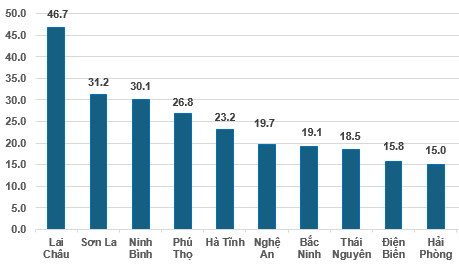 50.0
45.0
40.0
35.0
30.0
25.0
20.0
15.0
10.0
5.0
0.0
46.7
31.2
30.1
26.8
23.2
19.7
19.1
18.5
15.8
15.0
Lai
Châu
Sơn La
Ninh
Bình
Phú
Thọ
Hà Tĩnh
Nghệ
An
Bắc
Ninh
Thái
Nguyên
Điện
Biên
Hải
Phòng